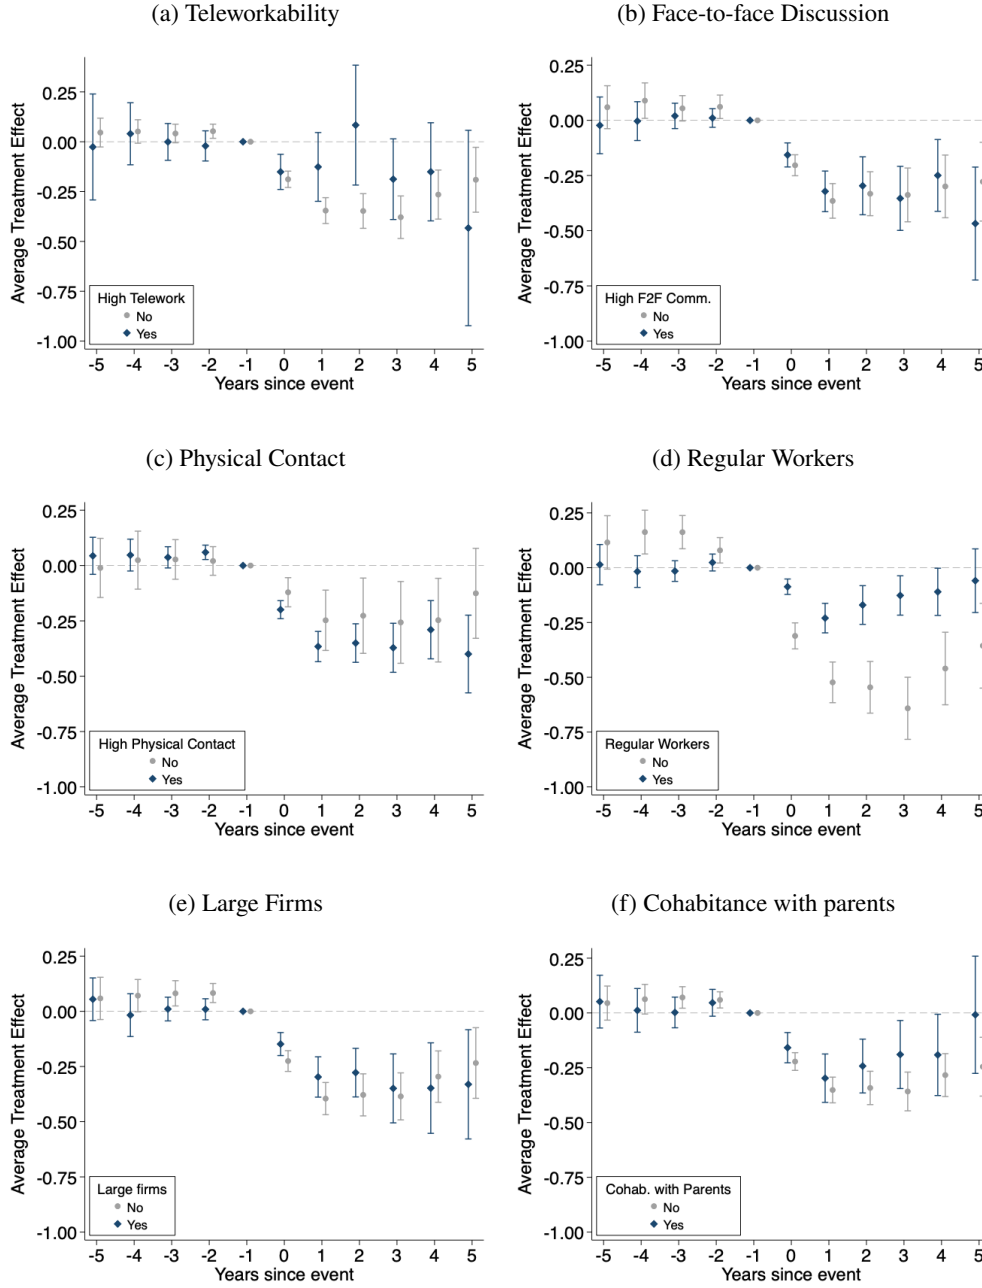 (a) Teleworkability
Average Treatment Effect
0.25
0.00
-0.25
-0.50
-0.75
-1.00
High Telework
No
Yes
-5 -4 -3 -2 -1 0 1 2 3 4 5
Years since event
(b) Face-to-face Discussion
Average Treatment Effect
0.25
0.00
-0.25
-0.50
-0.75
-1.00
High F2F Comm.
No
Yes
-5 -4 -3 -2 -1 0 1 2 3 4 5
Years since event
(c) Physical Contact
Average Treatment Effect
0.25
0.00
-0.25
-0.50
-0.75
-1.00
High Physical Contact
No
Yes
-5 -4 -3 -2 -1 0 1 2 3 4 5
Years since event
(d) Regular Workers
Average Treatment Effect
0.25
0.00
-0.25
-0.50
-0.75
-1.00
Regular Workers
No
Yes
-5 -4 -3 -2 -1 0 1 2 3 4 5
Years since event
(e) Large Firms
Average Treatment Effect
0.25
0.00
-0.25
-0.50
-0.75
-1.00
Large firms
No
Yes
-5 -4 -3 -2 -1 0 1 2 3 4 5
Years since event
(f) Cohabitance with parents
Average Treatment Effect
0.25
0.00
-0.25
-0.50
-0.75
-1.00
Cohab. with Parents
No
Yes
-5 -4 -3 -2 -1 0 1 2 3 4 5
Years since event